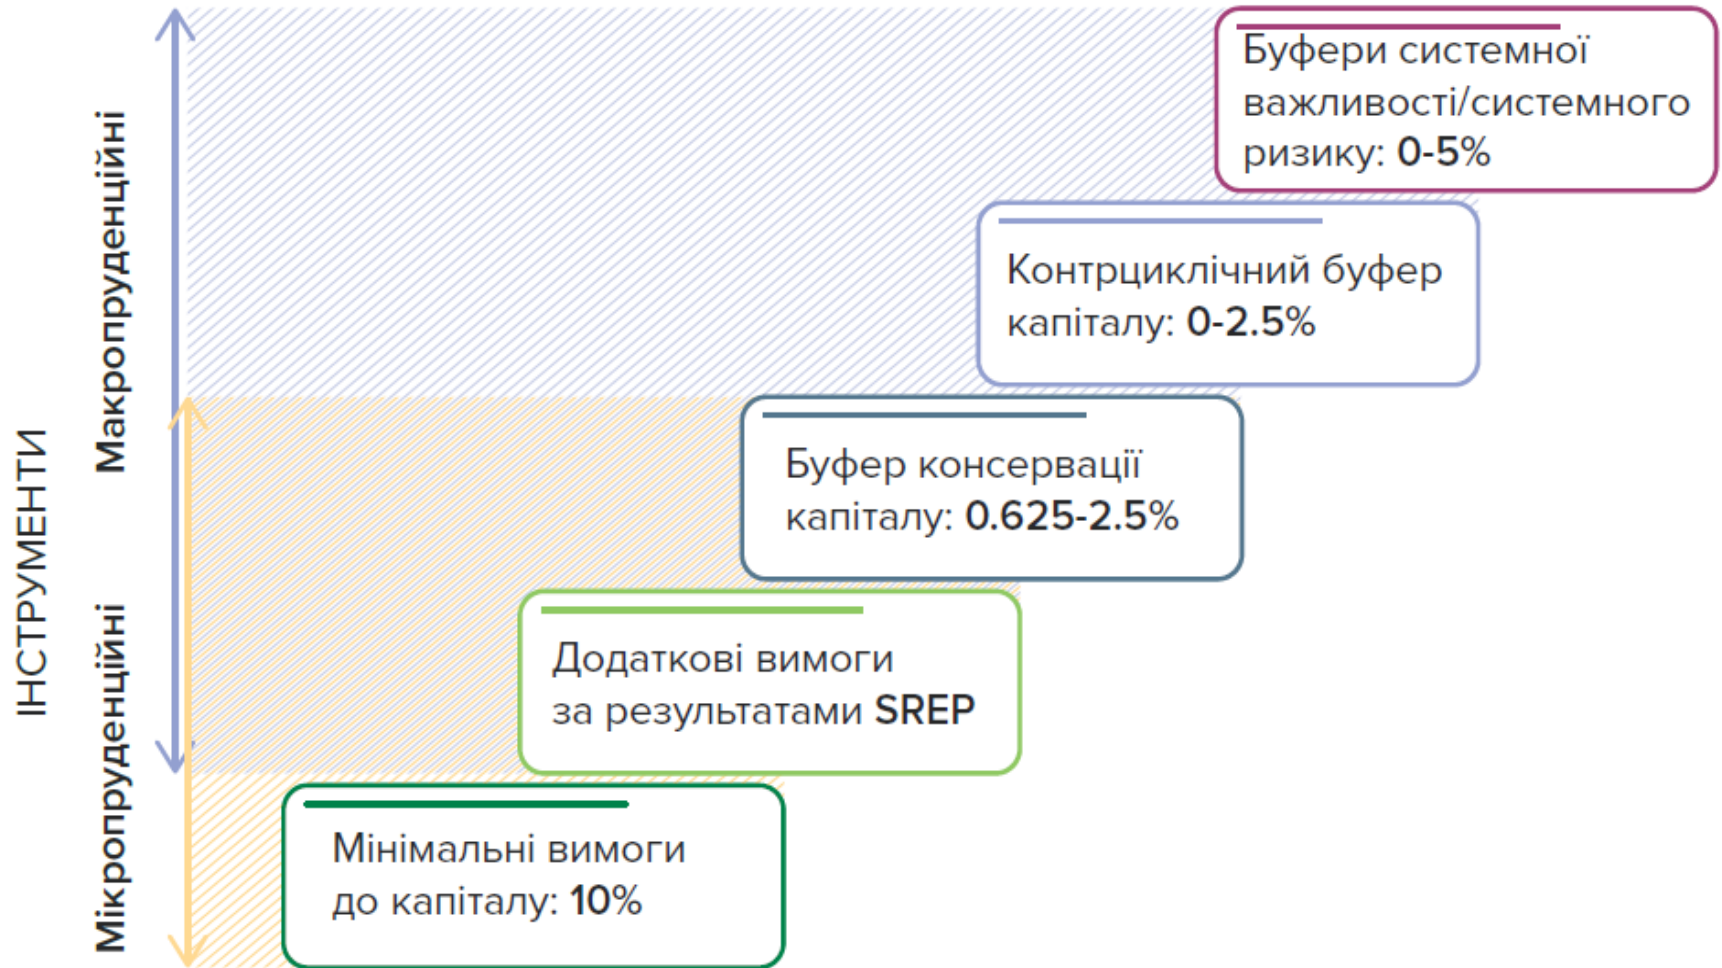 ІНСТРУМЕНТИ
Макропруденційні
Мікропруденційні
Буфери системної
важливості/системного
ризику: 0-5%
Контрциклічний буфер
капіталу: 0-2.5%
Буфер консервації
капіталу: 0.625-2.5%
Додаткові вимоги
за результатами SREP
Мінімальні вимоги
до капіталу: 10%